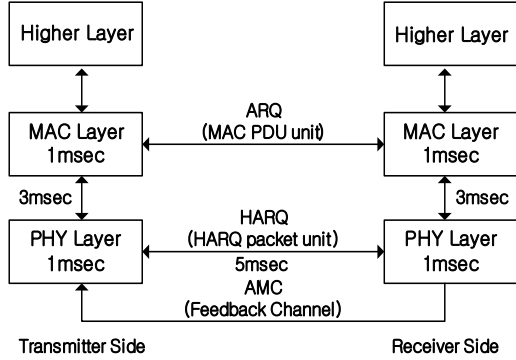 Higher Layer
Higher Layer
MAC Layer
1msec
ARQ
(MAC PDU unit)
MAC Layer
1msec
3msec
3msec
PHY Layer
1msec
HARQ
(HARQ packet unit)
5msec
PHY Layer
1msec
AMC
(Feedback Channel)
Transmitter Side
Receiver Side